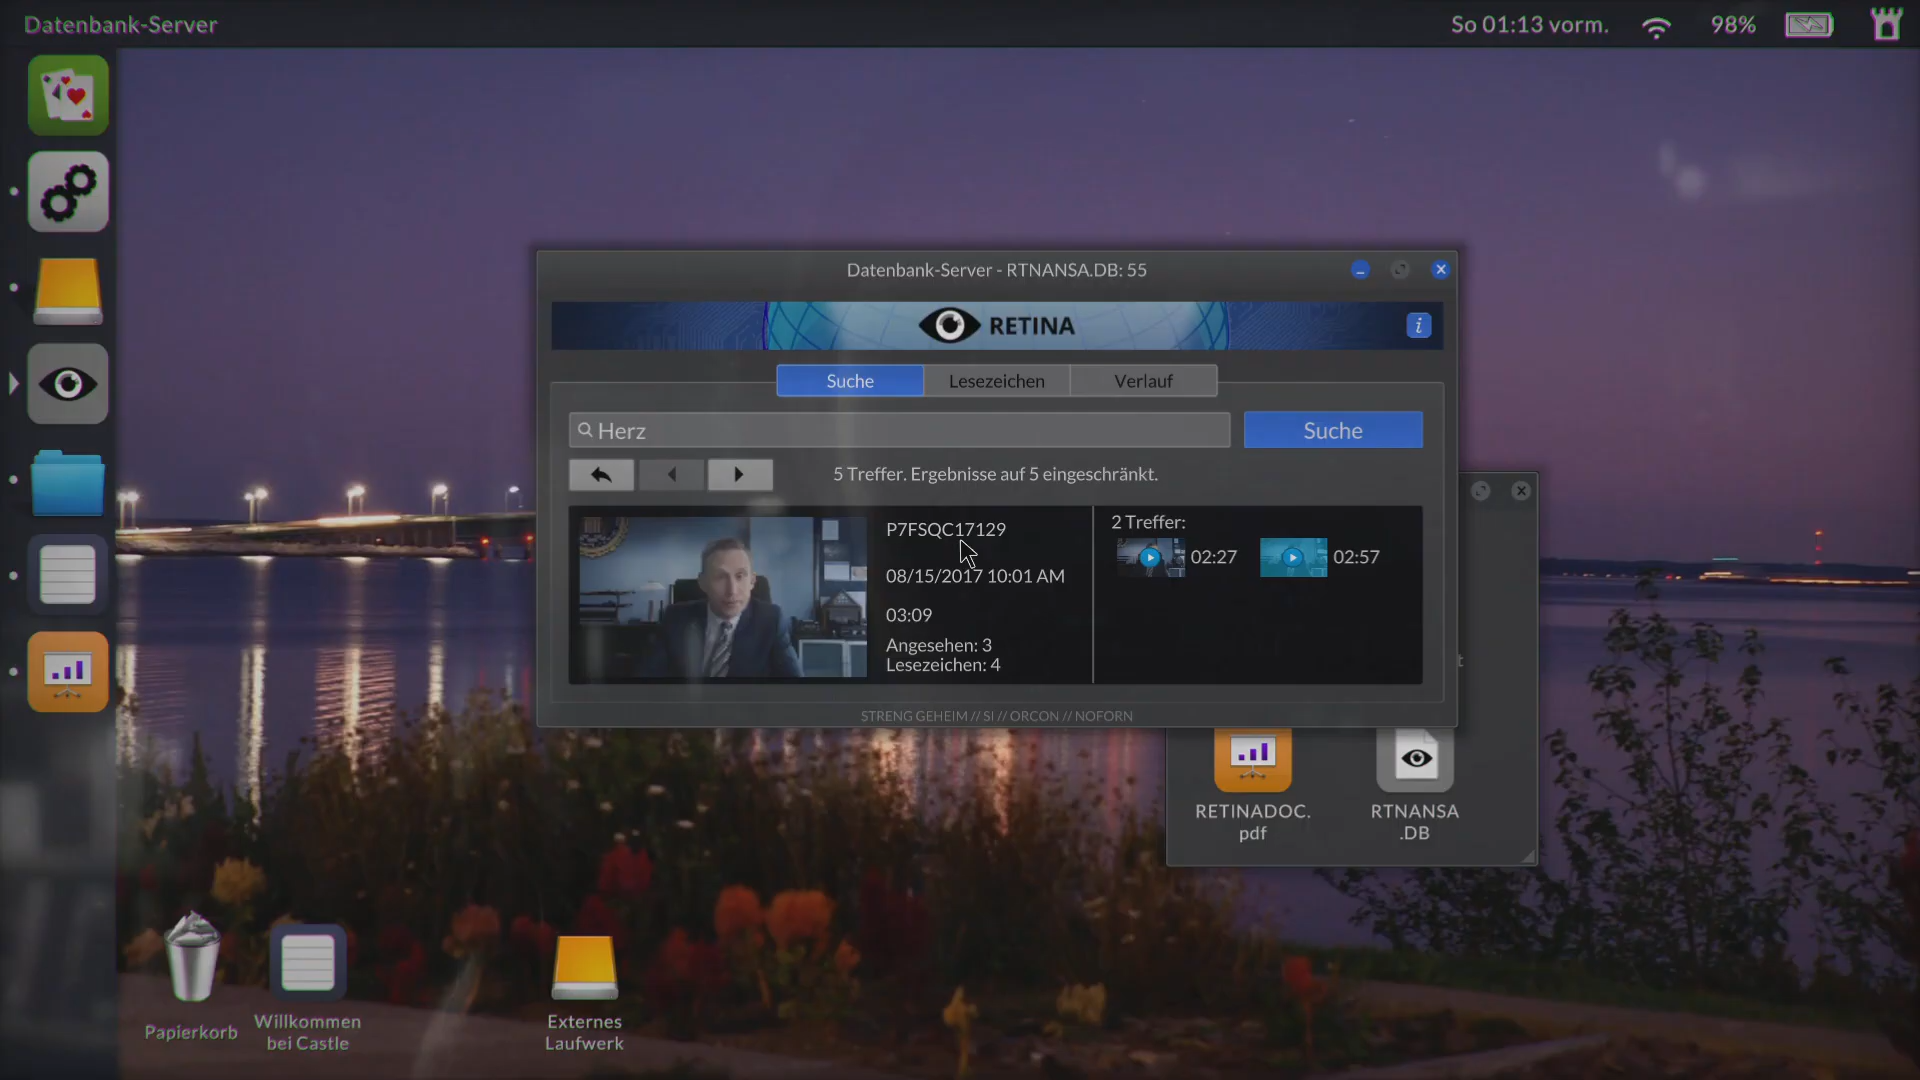 Datenbank-Server
So 01:13 vorm.
98%
Datenbank-Server - RTNANSA.DB: 55
RETINA
i
Suche
Lesezeichen
Verlauf
Herz
Suche
5 Treffer. Ergebnisse auf 5 eingeschränkt.
P7FSQC17129
08/15/2017 10:01 AM
03:09
Angesehen: 3
Lesezeichen: 4
2 Treffer:
02:27
02:57
STRENG GEHEIM // SI // ORCON // NOFORN
RETINADOC.
pdf
RTNANSA
.DB
Papierkorb
Willkommen
bei Castle
Externes
Laufwerk